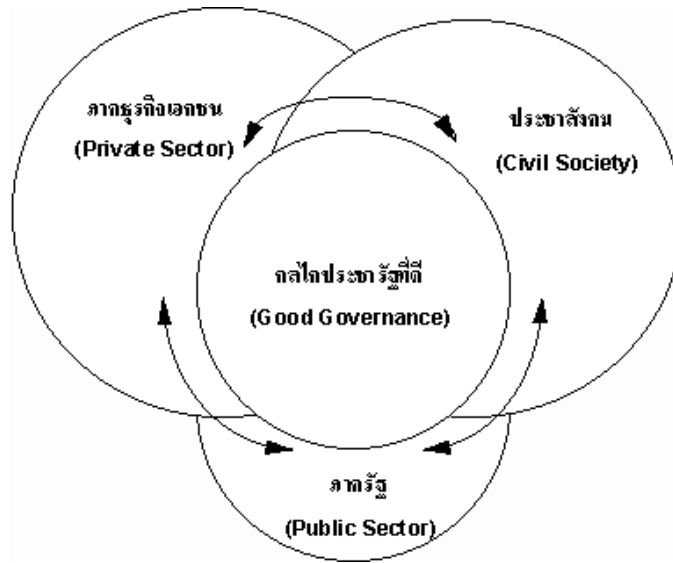 ภาคธุรกิจเอกชน
(Private Sector)
ประชาสังคม
(Civil Society)
กลไกประชารัฐที่ดี
(Good Governance)
ภาครัฐ
(Public Sector)